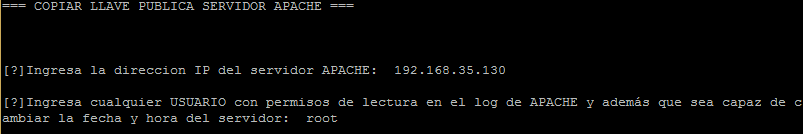 === COPIAR LLAVE PUBLICA SERVIDOR APACHE ===
[?]Ingresa la direccion IP del servidor APACHE:  192.168.35.130
[?]Ingresa cualquier USUARIO con permisos de lectura en el log de APACHE y además que sea capaz de c
ambiar la fecha y hora del servidor:  root